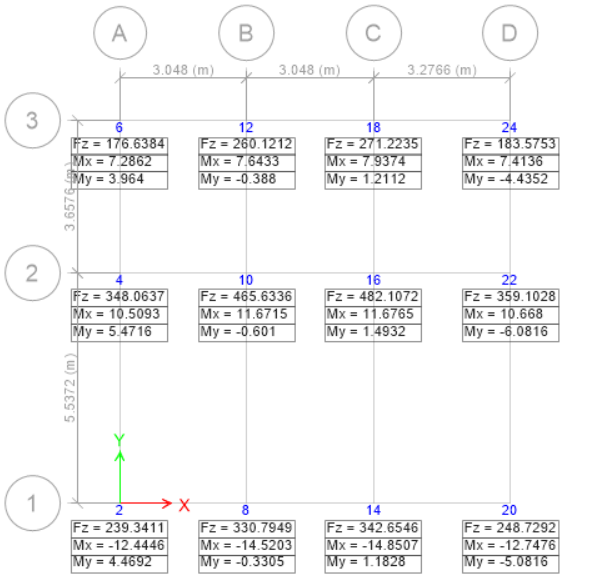 A B C D
3.048 (m) 3.048 (m) 3.2766 (m)
3 6 12 18 24
Fz = 176.6384 Fz = 260.1212 Fz = 271.2235 Fz = 183.5753
Mx = 7.2862 Mx = 7.6433 Mx = 7.9374 Mx = 7.4136
My = 3.964 My = -0.388 My = 1.2112 My = -4.4352
3.6576 (m)
2 4 10 16 22
Fz = 348.0637 Fz = 465.6336 Fz = 482.1072 Fz = 359.1028
Mx = 10.5093 Mx = 11.6715 Mx = 11.6765 Mx = 10.668
My = 5.4716 My = -0.601 My = 1.4932 My = -6.0816
5.5372 (m)
Y
X
1 2 8 14 20
Fz = 239.3411 Fz = 330.7949 Fz = 342.6546 Fz = 248.7292
Mx = -12.4446 Mx = -14.5203 Mx = -14.8507 Mx = -12.7476
My = 4.4692 My = -0.3305 My = 1.1828 My = -5.0816